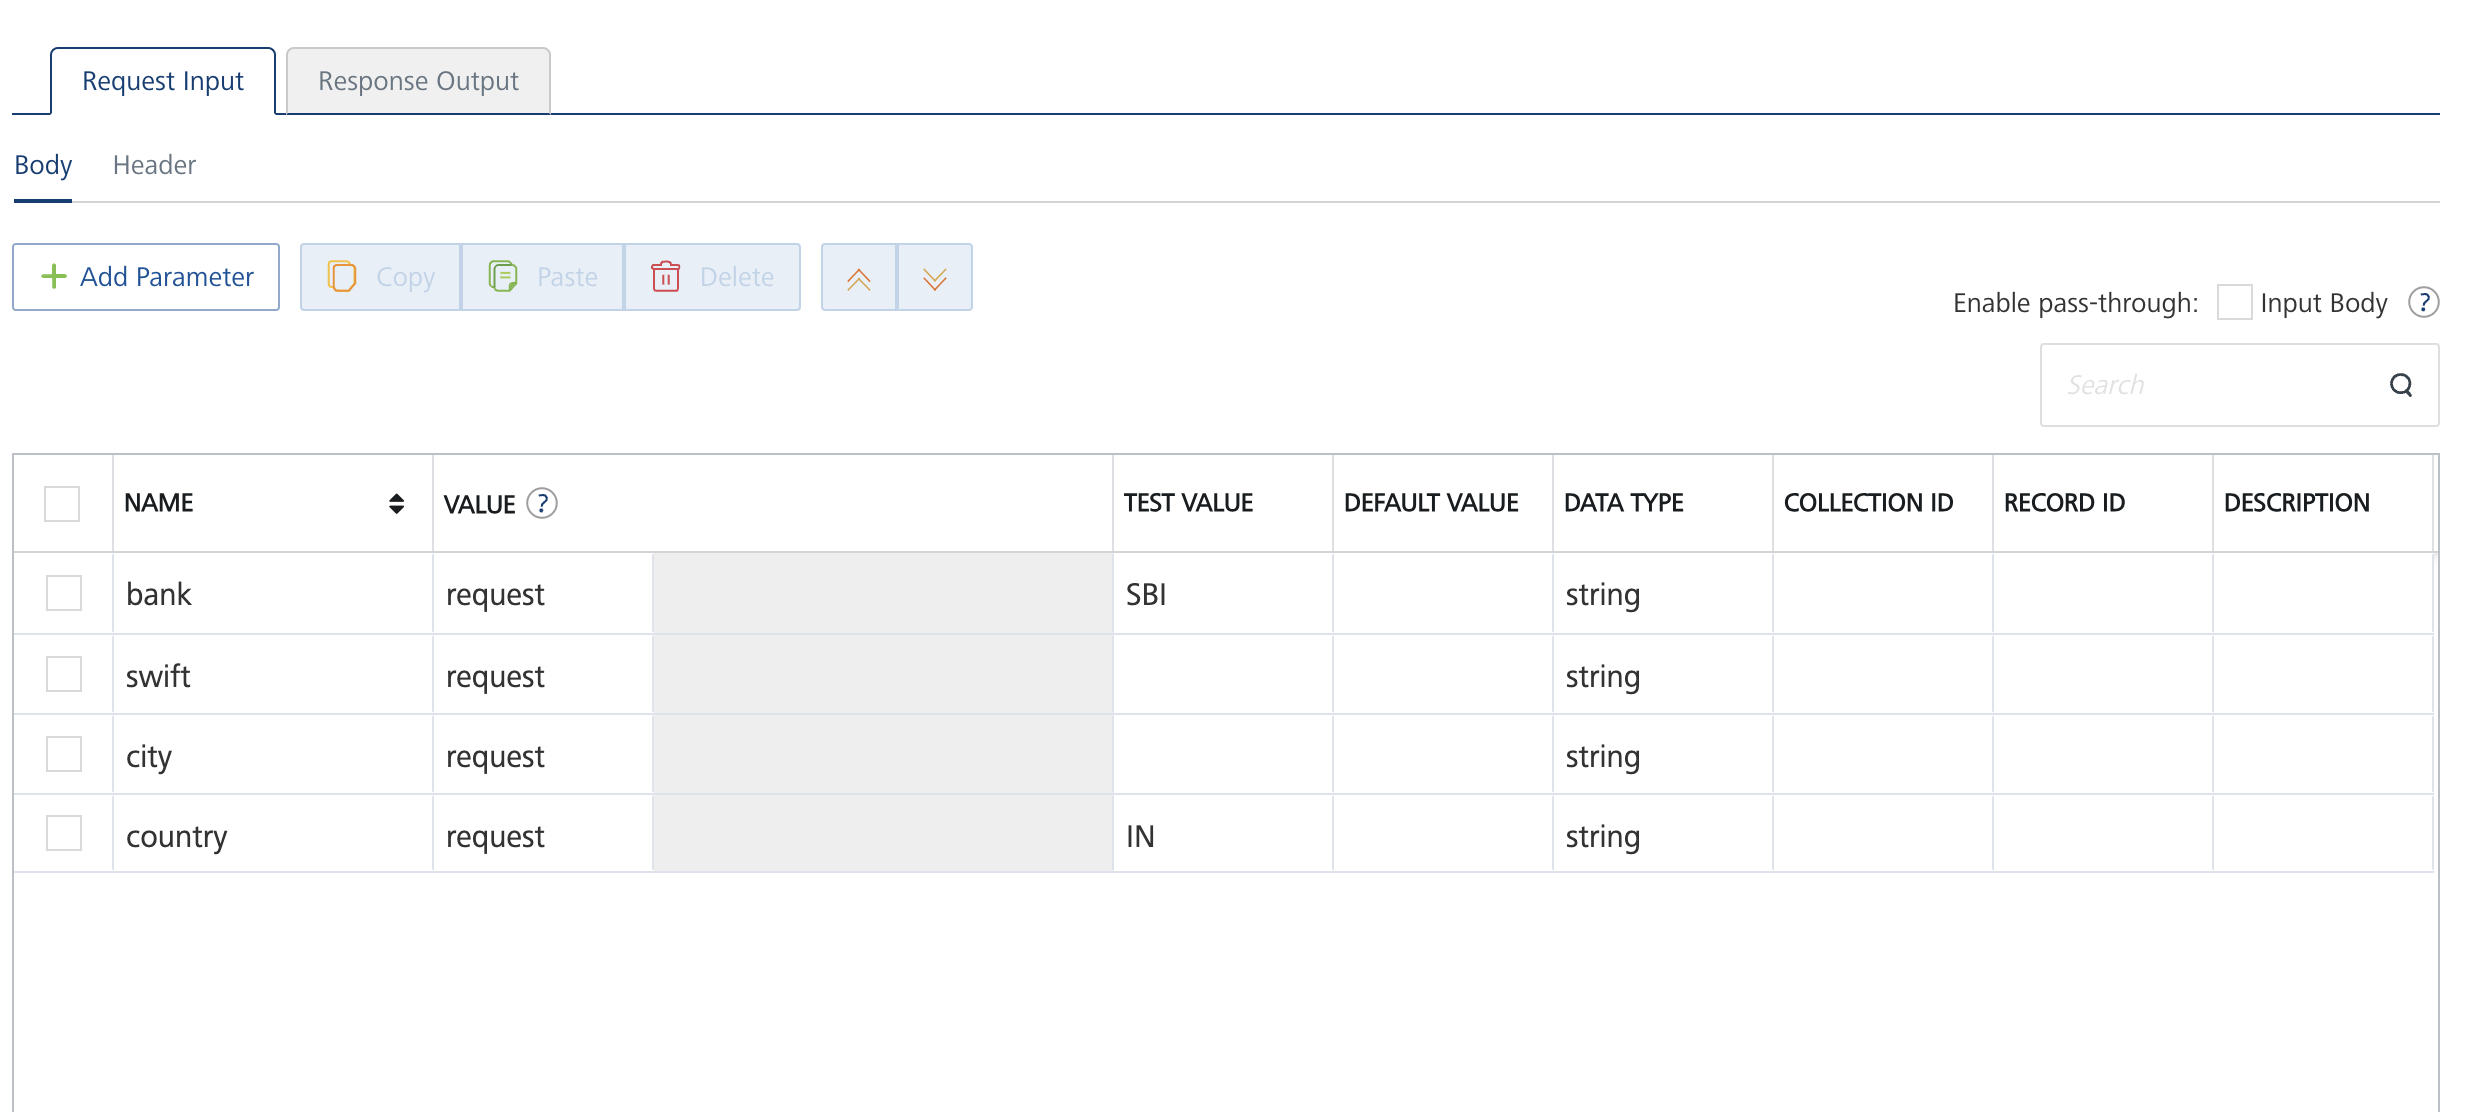 Request Input Response Output
Body Header
Add Parameter Copy Paste Delete
Enable pass-through: Input Body ?
Search
NAME VALUE ? TEST VALUE DEFAULT VALUE DATA TYPE COLLECTION ID RECORD ID DESCRIPTION
bank request SBI string
swift request string
city request string
country request IN string